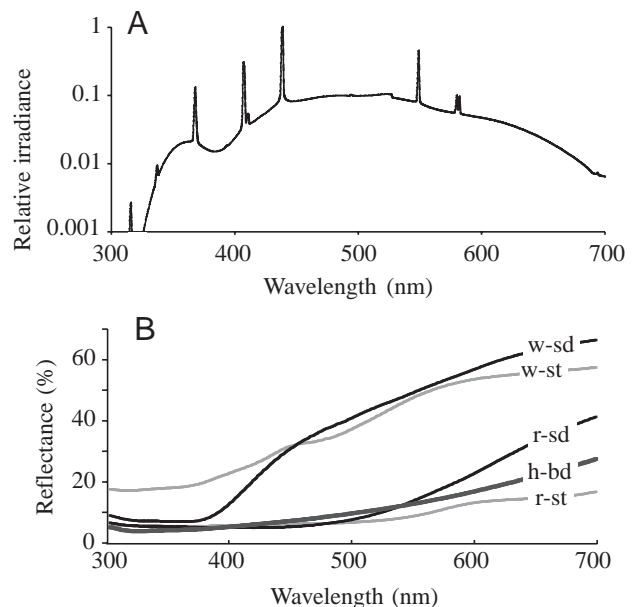 A
Relative irradiance
1
0.1
0.01
0.001
300 400 500 600 700
Wavelength (nm)
B
Reflectance (%)
60
40
20
0
w-sd
w-st
r-sd
h-bd
r-st
300 400 500 600 700
Wavelength (nm)